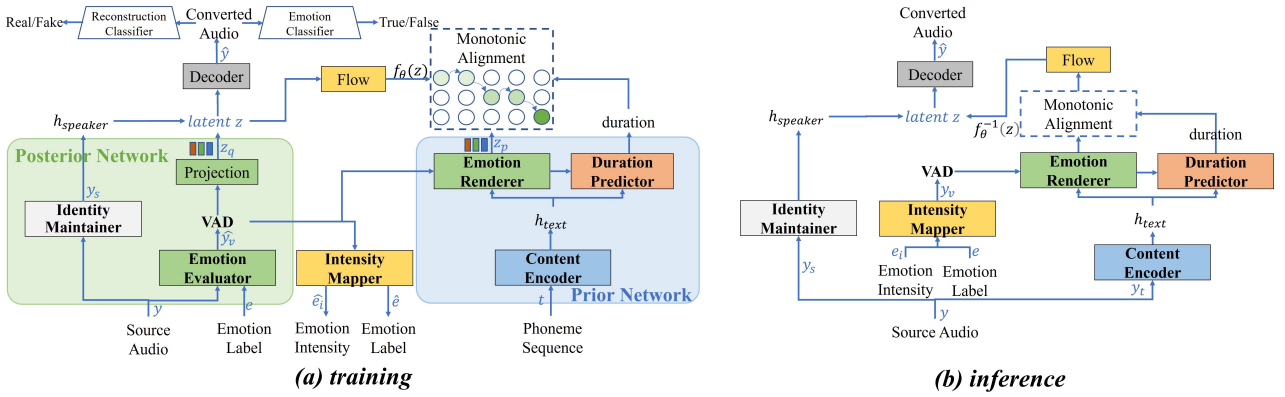 Real/Fake
Reconstruction
Classifier
Converted
Audio
Emotion
Classifier
True/False
ŷ
Decoder
Flow
f_θ(z)
Monotonic
Alignment
h_speaker
latent z
duration
Posterior Network
z_q
Projection
z_p
Emotion
Renderer
Duration
Predictor
y_s
Identity
Maintainer
VAD
ŷ_v
h_text
Emotion
Evaluator
Intensity
Mapper
Content
Encoder
Prior Network
y
e
ê_i
ê
t
Source
Audio
Emotion
Label
Emotion
Intensity
Emotion
Label
Phoneme
Sequence
(a) training
Converted
Audio
ŷ
Decoder
Flow
h_speaker
latent z
f_θ^{-1}(z)
Monotonic
Alignment
duration
VAD
Emotion
Renderer
Duration
Predictor
y_v
Identity
Maintainer
Intensity
Mapper
h_text
e_i
e
Content
Encoder
y_s
Emotion
Intensity
Emotion
Label
y_t
y
Source Audio
(b) inference